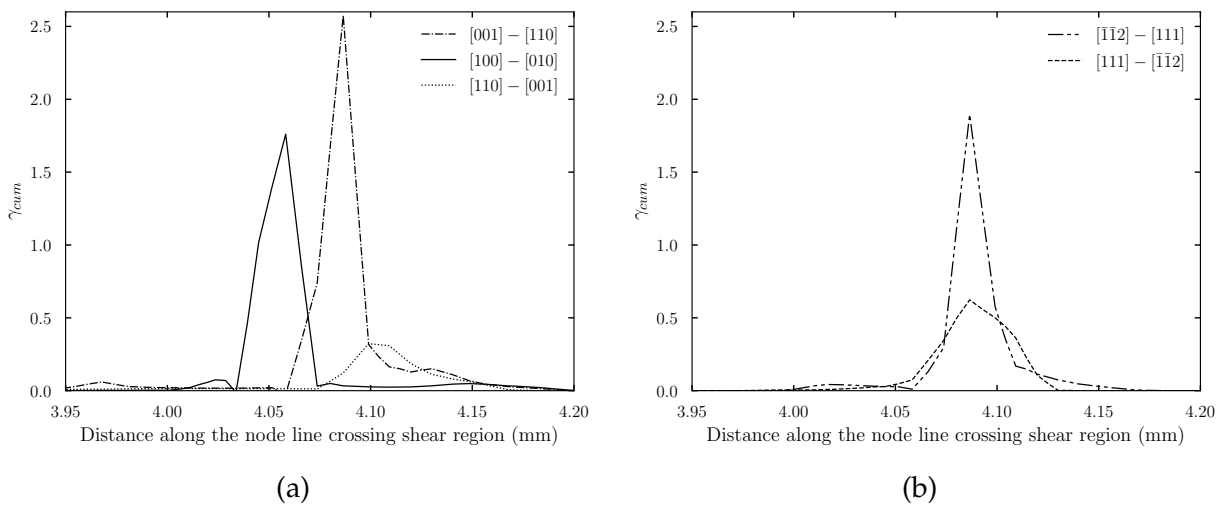 2.5
2.0
1.5
1.0
0.5
0.0
γcum
[001] − [110]
[100] − [010]
[110] − [001]
3.95 4.00 4.05 4.10 4.15 4.20
Distance along the node line crossing shear region (mm)
(a)
2.5
2.0
1.5
1.0
0.5
0.0
γcum
[1̄1̄2] − [111]
[111] − [1̄1̄2]
3.95 4.00 4.05 4.10 4.15 4.20
Distance along the node line crossing shear region (mm)
(b)